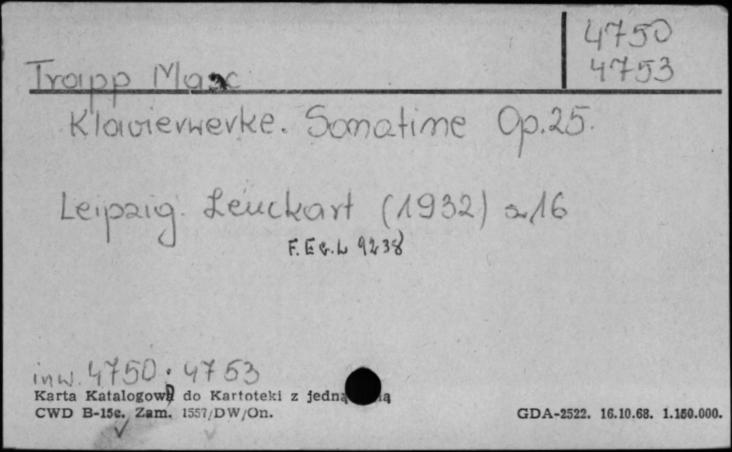 4750
4753
Trapp Max
Klavierwerke. Sonatine Op.25.
Leipzig. Leuckart (1932) s.16
F. E. C. L 9238
inw. 4750; 4753
Karta Katalogowa do Kartoteki z jedną
CWD B-15c. Zam. 1557/DW/On.
GDA-2522. 16.10.68. 1.150.000.